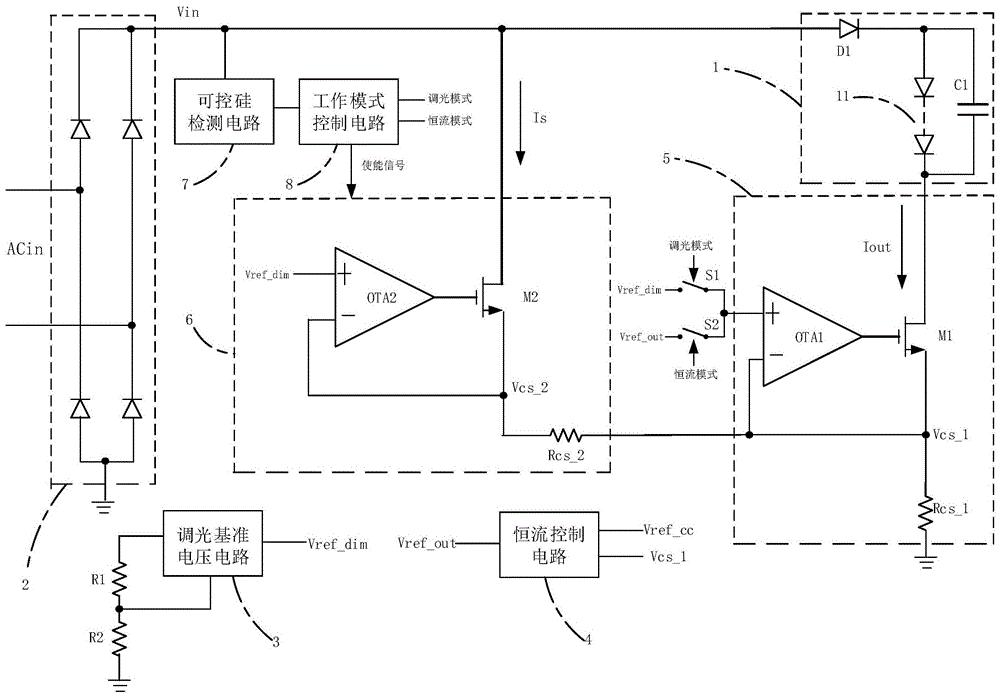 Vin
D1
C1
1
11
可控硅
检测电路
工作模式
控制电路
调光模式
恒流模式
Is
7
8
使能信号
5
ACin
Iout
调光模式
Vref_dim
OTA2
M2
Vref_dim
S1
S2
Vref_out
恒流模式
OTA1
M1
6
Vcs_2
Rcs_2
Vcs_1
Rcs_1
2
调光基准
电压电路
Vref_dim
R1
R2
3
Vref_out
恒流控制
电路
Vref_cc
Vcs_1
4